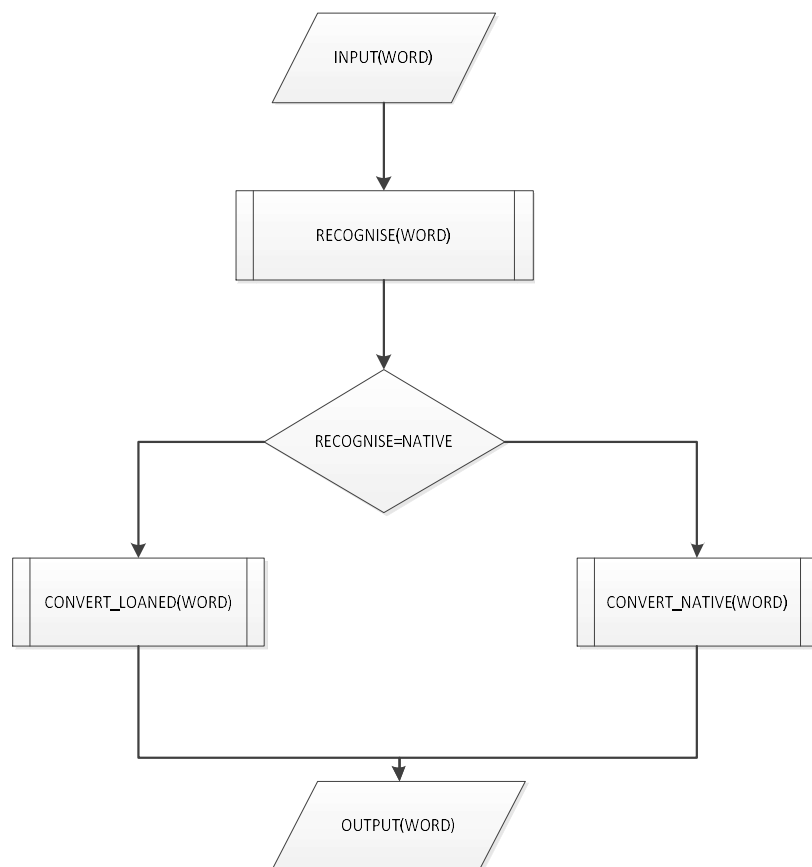 INPUT(WORD)
RECOGNISE(WORD)
RECOGNISE=NATIVE
CONVERT_LOANED(WORD)
CONVERT_NATIVE(WORD)
OUTPUT(WORD)